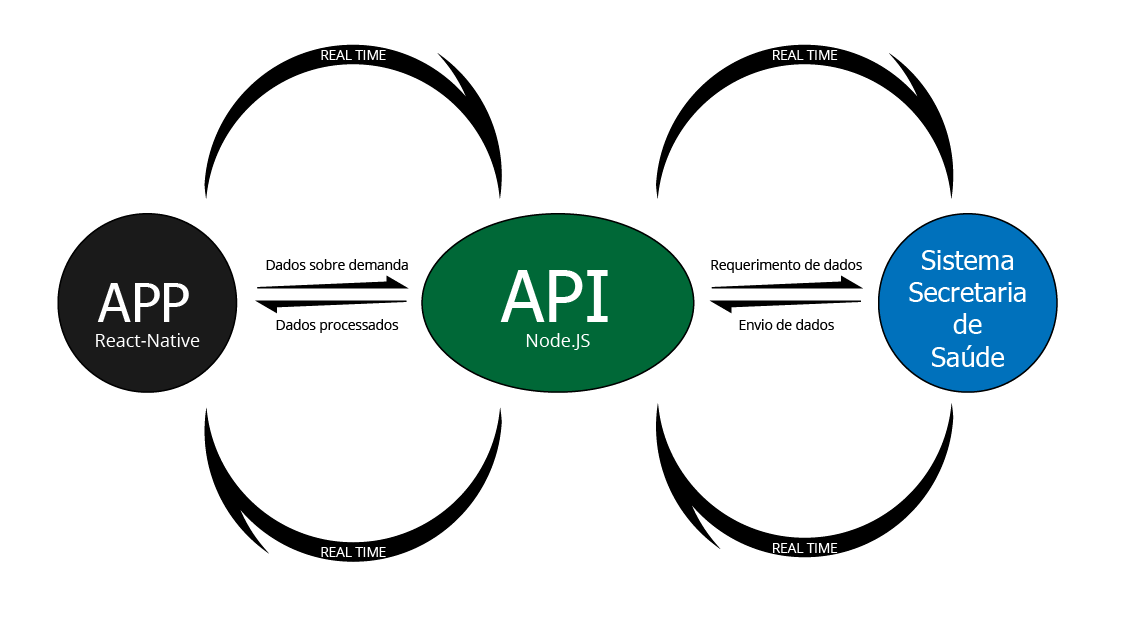 REAL TIME
REAL TIME
Dados sobre demanda
Dados processados
Requerimento de dados
Envio de dados
APP
React-Native
API
Node.JS
Sistema
Secretaria
de
Saúde
REAL TIME
REAL TIME